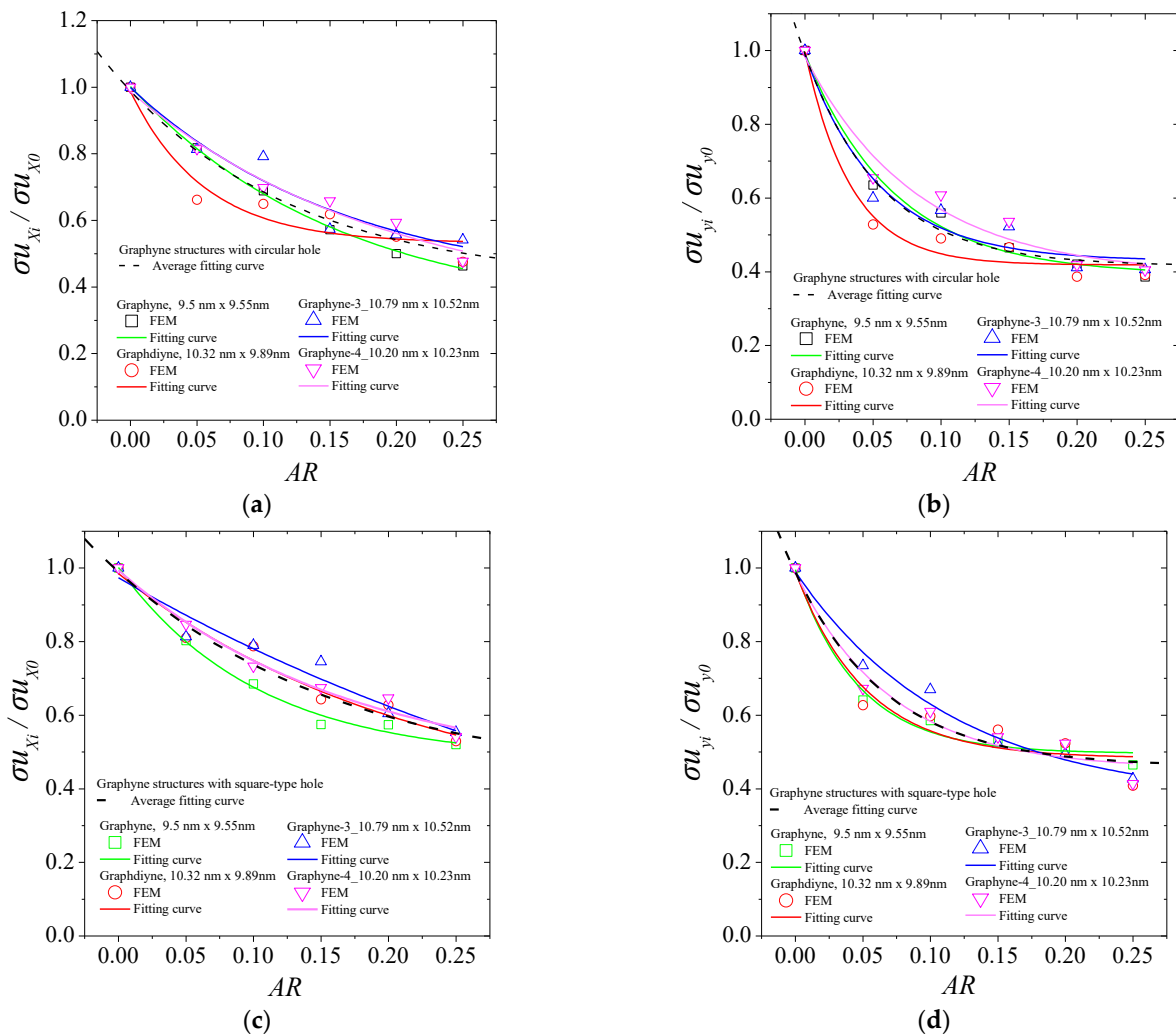 σu_Xi / σu_X0
1.2
1.0
0.8
0.6
0.4
0.2
0.0
Graphyne structures with circular hole
Average fitting curve
Graphyne, 9.5 nm x 9.55nm
FEM
Fitting curve
Graphdiyne, 10.32 nm x 9.89nm
FEM
Fitting curve
Graphyne-3_10.79 nm x 10.52nm
FEM
Fitting curve
Graphyne-4_10.20 nm x 10.23nm
FEM
Fitting curve
0.00 0.05 0.10 0.15 0.20 0.25
AR
(a)
σu_yi / σu_y0
1.0
0.8
0.6
0.4
0.2
0.0
Graphyne structures with circular hole
Average fitting curve
Graphyne, 9.5 nm x 9.55nm
FEM
Fitting curve
Graphdiyne, 10.32 nm x 9.89nm
FEM
Fitting curve
Graphyne-3_10.79 nm x 10.52nm
FEM
Fitting curve
Graphyne-4_10.20 nm x 10.23nm
FEM
Fitting curve
0.00 0.05 0.10 0.15 0.20 0.25
AR
(b)
σu_Xi / σu_X0
1.0
0.8
0.6
0.4
0.2
0.0
Graphyne structures with square-type hole
Average fitting curve
Graphyne, 9.5 nm x 9.55nm
FEM
Fitting curve
Graphdiyne, 10.32 nm x 9.89nm
FEM
Fitting curve
Graphyne-3_10.79 nm x 10.52nm
FEM
Fitting curve
Graphyne-4_10.20 nm x 10.23nm
FEM
Fitting curve
0.00 0.05 0.10 0.15 0.20 0.25
AR
(c)
σu_yi / σu_y0
1.0
0.8
0.6
0.4
0.2
0.0
Graphyne structures with square-type hole
Average fitting curve
Graphyne, 9.5 nm x 9.55nm
FEM
Fitting curve
Graphdiyne, 10.32 nm x 9.89nm
FEM
Fitting curve
Graphyne-3_10.79 nm x 10.52nm
FEM
Fitting curve
Graphyne-4_10.20 nm x 10.23nm
FEM
Fitting curve
0.00 0.05 0.10 0.15 0.20 0.25
AR
(d)